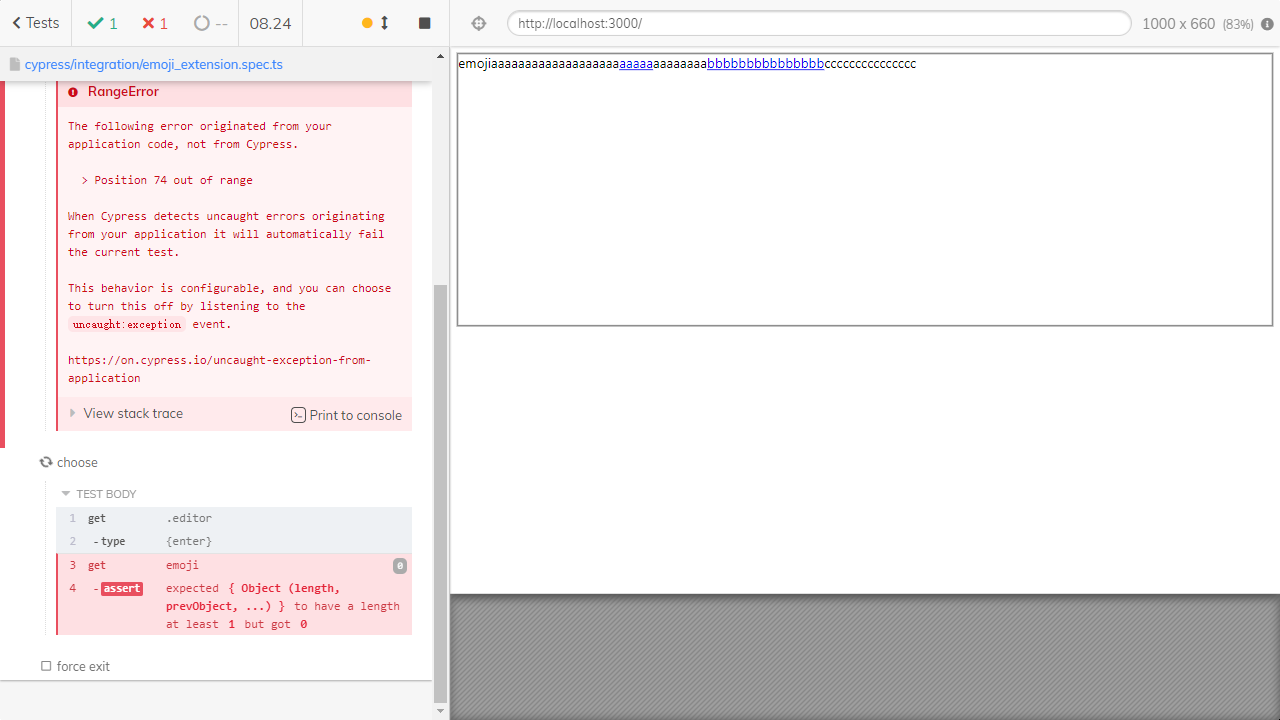 Tests
1
1
--
08.24
http://localhost:3000/
1000 x 660 (83%)
cypress/integration/emoji_extension.spec.ts
RangeError
The following error originated from your
application code, not from Cypress.
> Position 74 out of range
When Cypress detects uncaught errors originating
from your application it will automatically fail
the current test.
This behavior is configurable, and you can choose
to turn this off by listening to the
uncaught:exception event.
https://on.cypress.io/uncaught-exception-from-
application
View stack trace
Print to console
choose
TEST BODY
1 get .editor
2 -type {enter}
3 get emoji 0
4 -assert expected { Object (length,
prevObject, ...) } to have a length
at least 1 but got 0
force exit
emojiaaaaaaaaaaaaaaaaaaaaaaaaaaaaaaaabbbbbbbbbbbbbbbccccccccccccccc